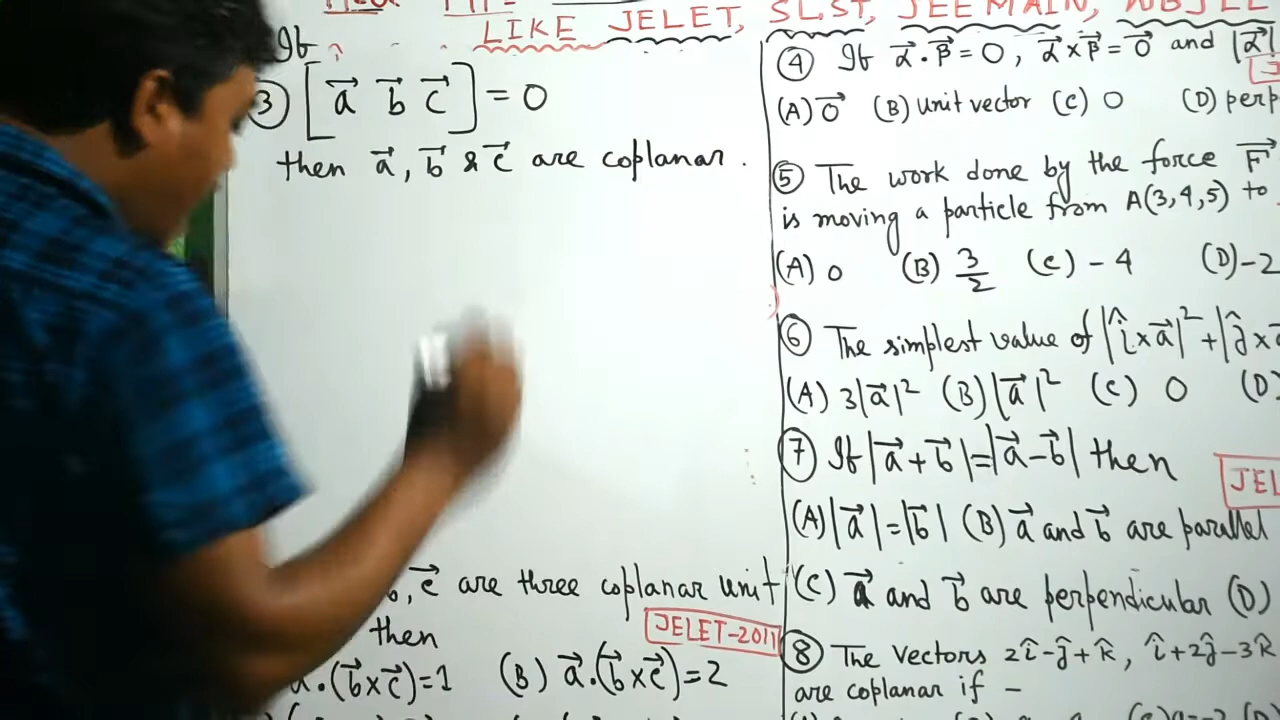 LIKE JELET, SLST, JEE MAIN, WBJEE
If
③ [a⃗ b⃗ c⃗] = 0
then a⃗, b⃗ & c⃗ are coplanar.
b⃗, c⃗ are three coplanar unit
then
JELET-2011
a⃗.(b⃗×c⃗)=1 (B) a⃗.(b⃗×c⃗)=2
④ If α⃗.β⃗=0, α⃗×β⃗=0⃗ and |α⃗|
(A) 0⃗ (B) unit vector (C) 0 (D) perp
⑤ The work done by the force F⃗
is moving a particle from A(3,4,5) to
(A) 0 (B) 3/2 (C) -4 (D) -2
⑥ The simplest value of |î×a⃗|²+|ĵ×a⃗
(A) 3|a⃗|² (B) |a⃗|² (C) 0 (D)
⑦ If |a⃗+b⃗|=|a⃗-b⃗| then
JEL
(A) |a⃗|=|b⃗| (B) a⃗ and b⃗ are parallel
(C) a⃗ and b⃗ are perpendicular (D)
⑧ The vectors 2î-ĵ+k̂, î+2ĵ-3k̂
are coplanar if -